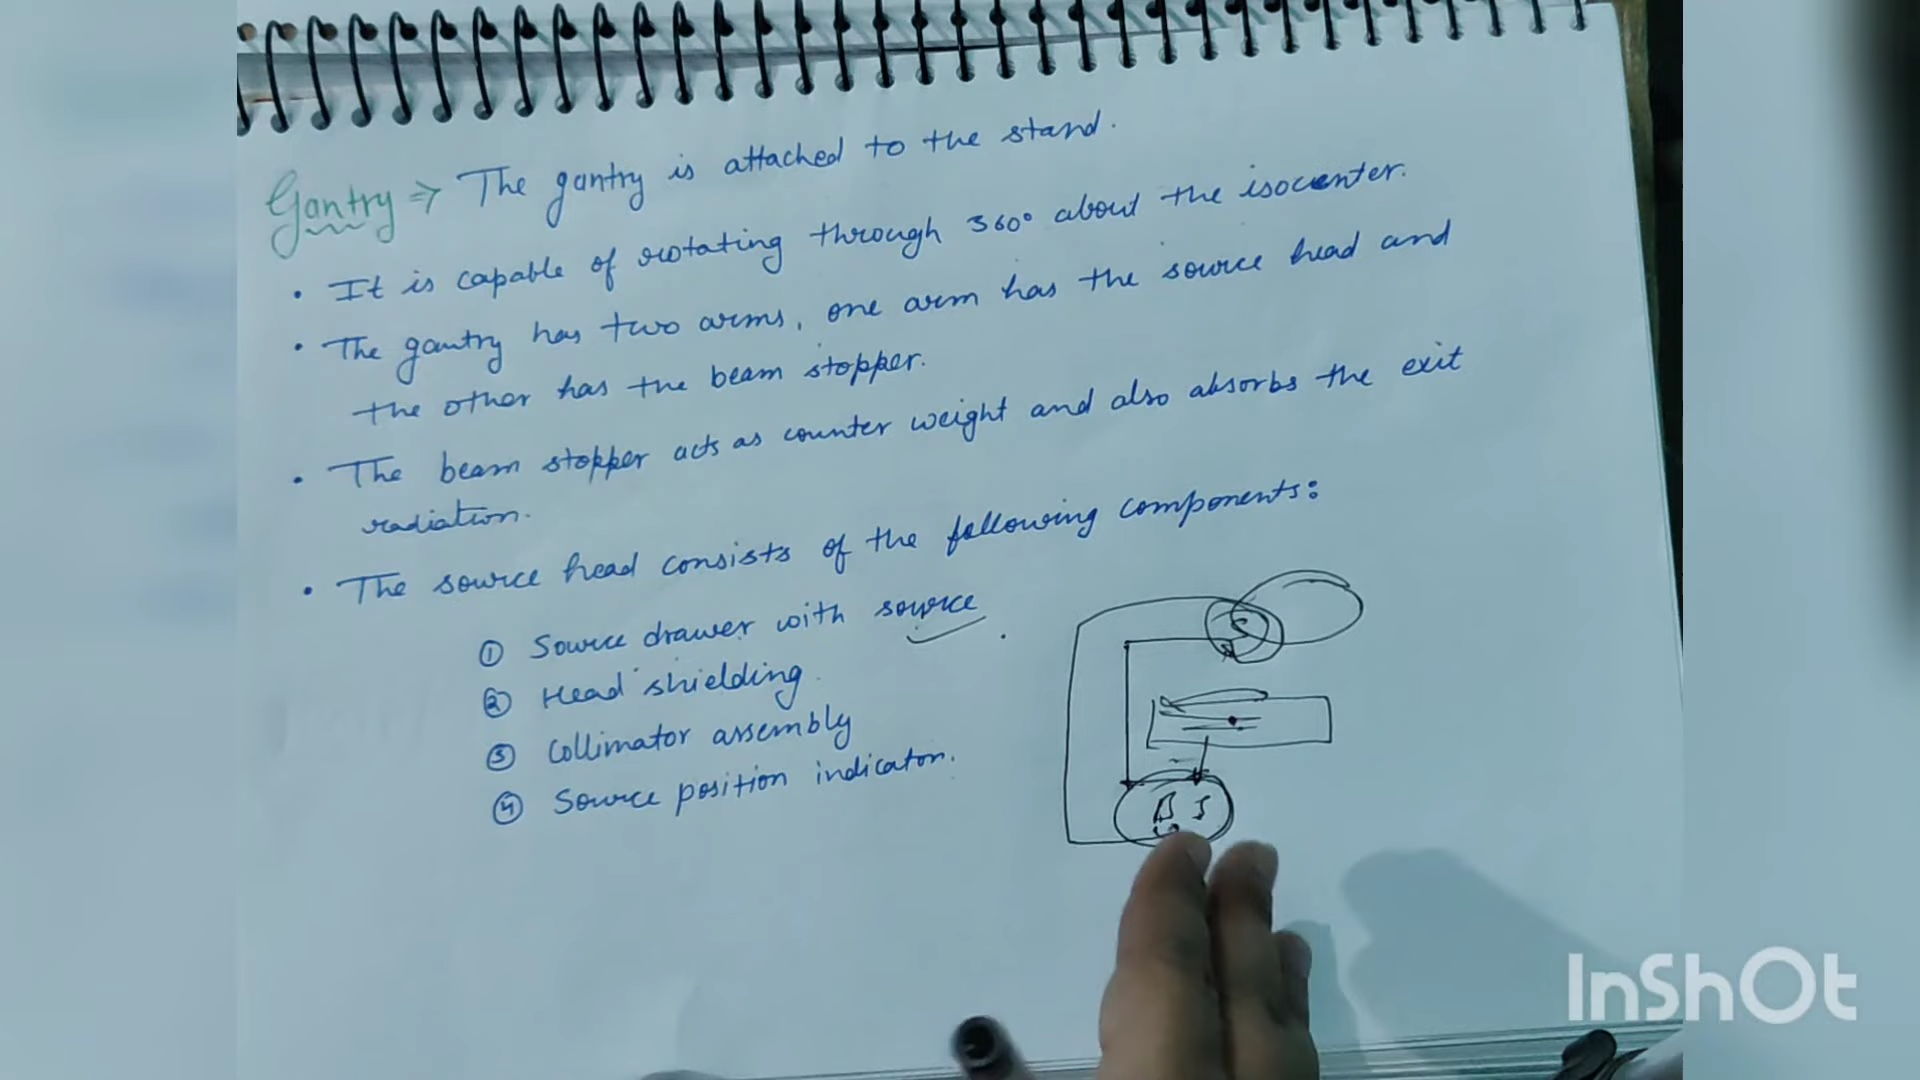 Gantry ⇒ The gantry is attached to the stand.
• It is capable of rotating through 360° about the isocenter.
• The gantry has two arms, one arm has the source head and
the other has the beam stopper.
• The beam stopper acts as counter weight and also absorbs the exit
radiation.
• The source head consists of the following components:
① Source drawer with source
② Head shielding
③ Collimator assembly
④ Source position indicator.
S
B S
InShOt